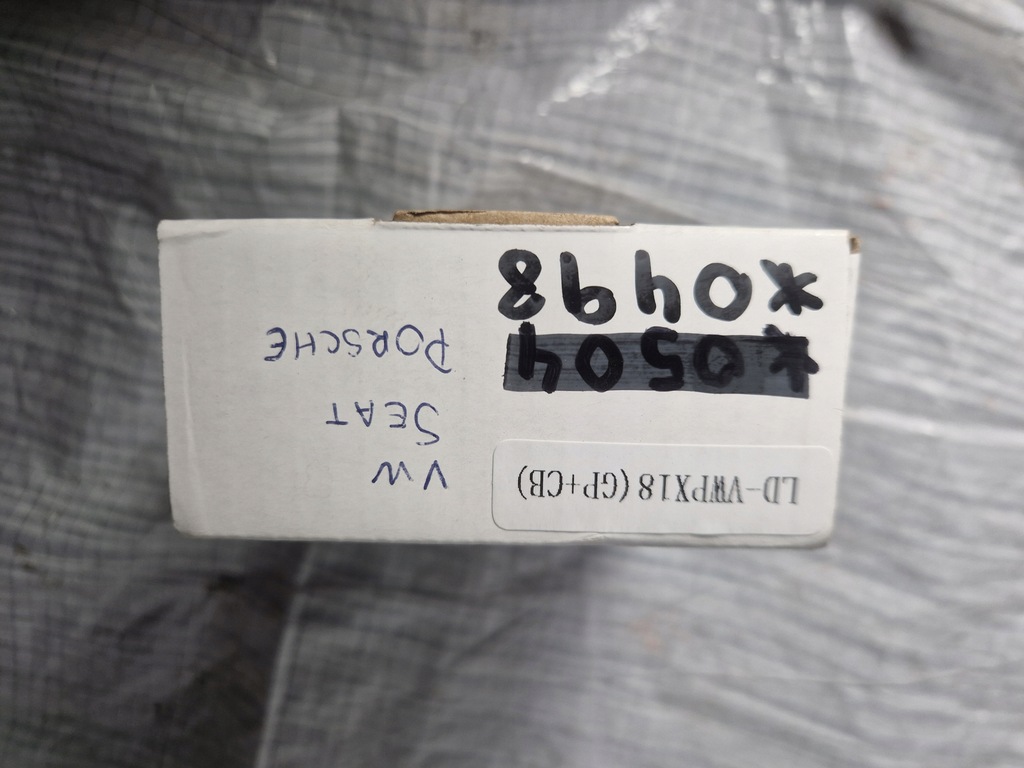 LD-VWPX18(GP+CB)
*0504
*0498
VW
SEAT
PORSCHE